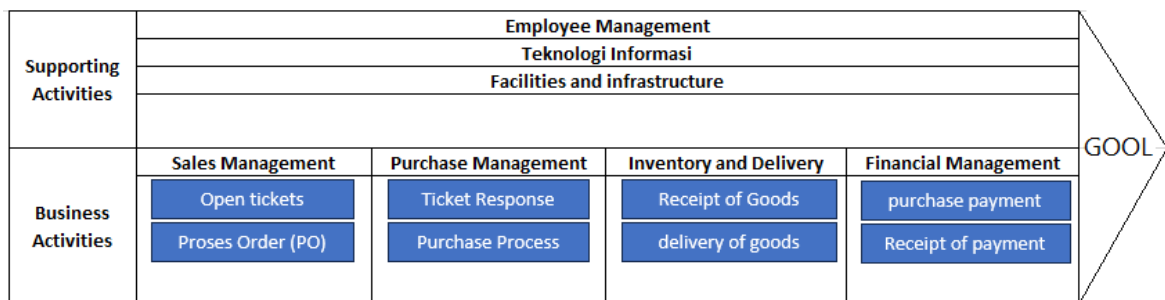 Supporting Activities
Employee Management
Teknologi Informasi
Facilities and infrastructure
GOOL
Business Activities
Sales Management
Purchase Management
Inventory and Delivery
Financial Management
Open tickets
Ticket Response
Receipt of Goods
purchase payment
Proses Order (PO)
Purchase Process
delivery of goods
Receipt of payment